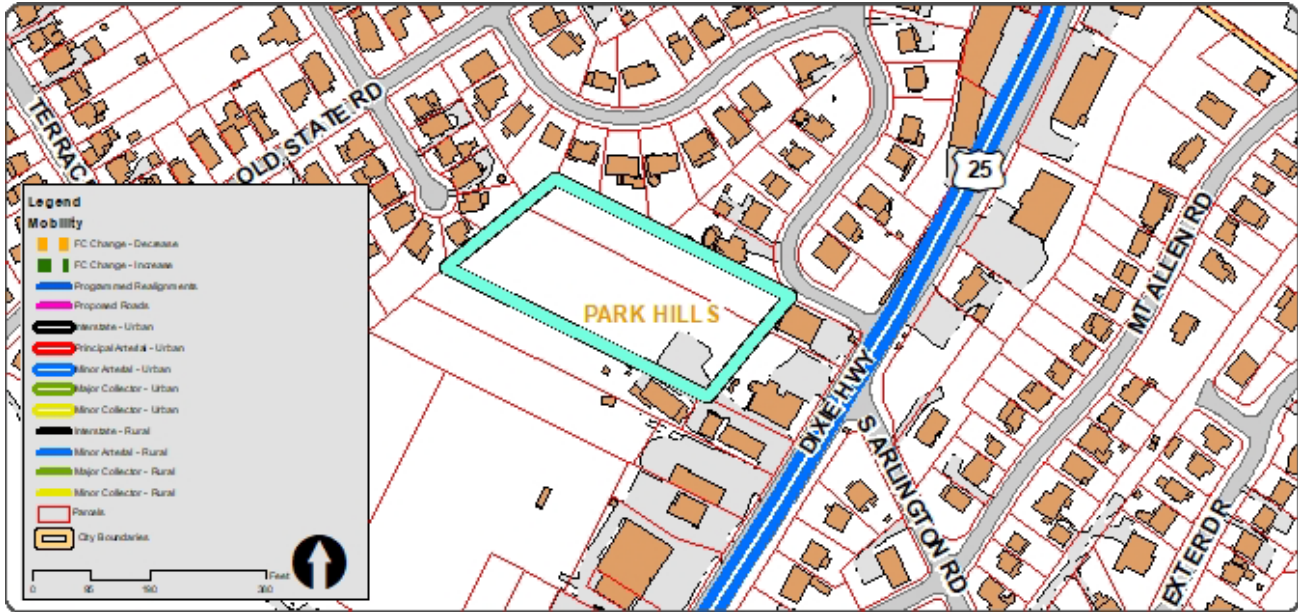 TERRAC
OLD STATE RD
25
MT ALLEN RD
PARK HILLS
DIXIE HWY
S ARLINGTON RD
EXTER DR
Legend
Mobility
FC Change - Decrease
FC Change - Increase
Programmed Realignments
Proposed Roads
Interstate - Urban
Principal Arterial - Urban
Minor Arterial - Urban
Major Collector - Urban
Minor Collector - Urban
Interstate - Rural
Minor Arterial - Rural
Major Collector - Rural
Minor Collector - Rural
Parcels
City Boundaries
Feet
0 95 190 380